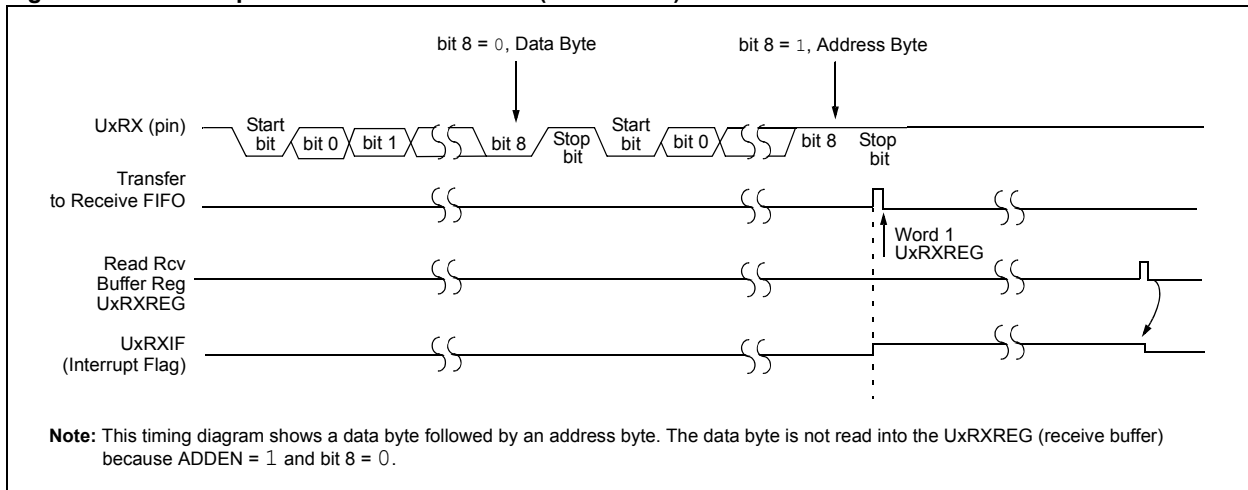 bit 8 = 0, Data Byte
bit 8 = 1, Address Byte
UxRX (pin)
Start
bit
bit 0
bit 1
bit 8
Stop
bit
Start
bit
bit 0
bit 8
Stop
bit
Transfer
to Receive FIFO
Word 1
UxRXREG
Read Rcv
Buffer Reg
UxRXREG
UxRXIF
(Interrupt Flag)
Note: This timing diagram shows a data byte followed by an address byte. The data byte is not read into the UxRXREG (receive buffer)
because ADDEN = 1 and bit 8 = 0.